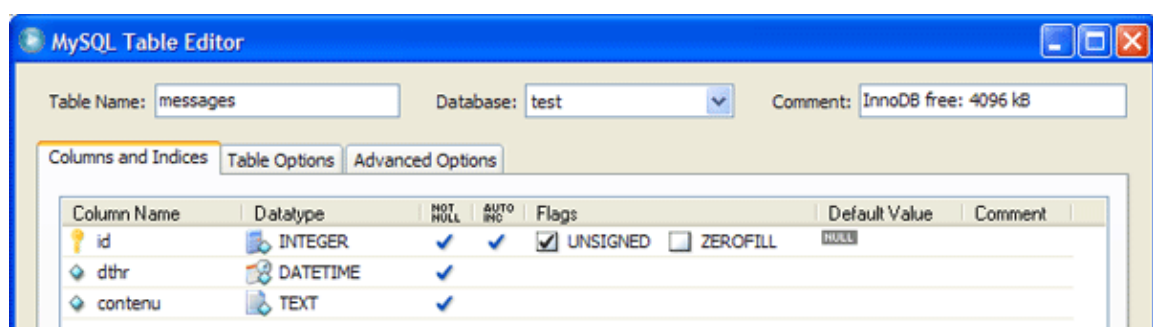 MySQL Table Editor
Table Name: messages Database: test Comment: InnoDB free: 4096 kB
Columns and Indices Table Options Advanced Options
Column Name Datatype NOT NULL AUTO INC Flags Default Value Comment
id INTEGER UNSIGNED ZEROFILL NULL
dthr DATETIME
contenu TEXT